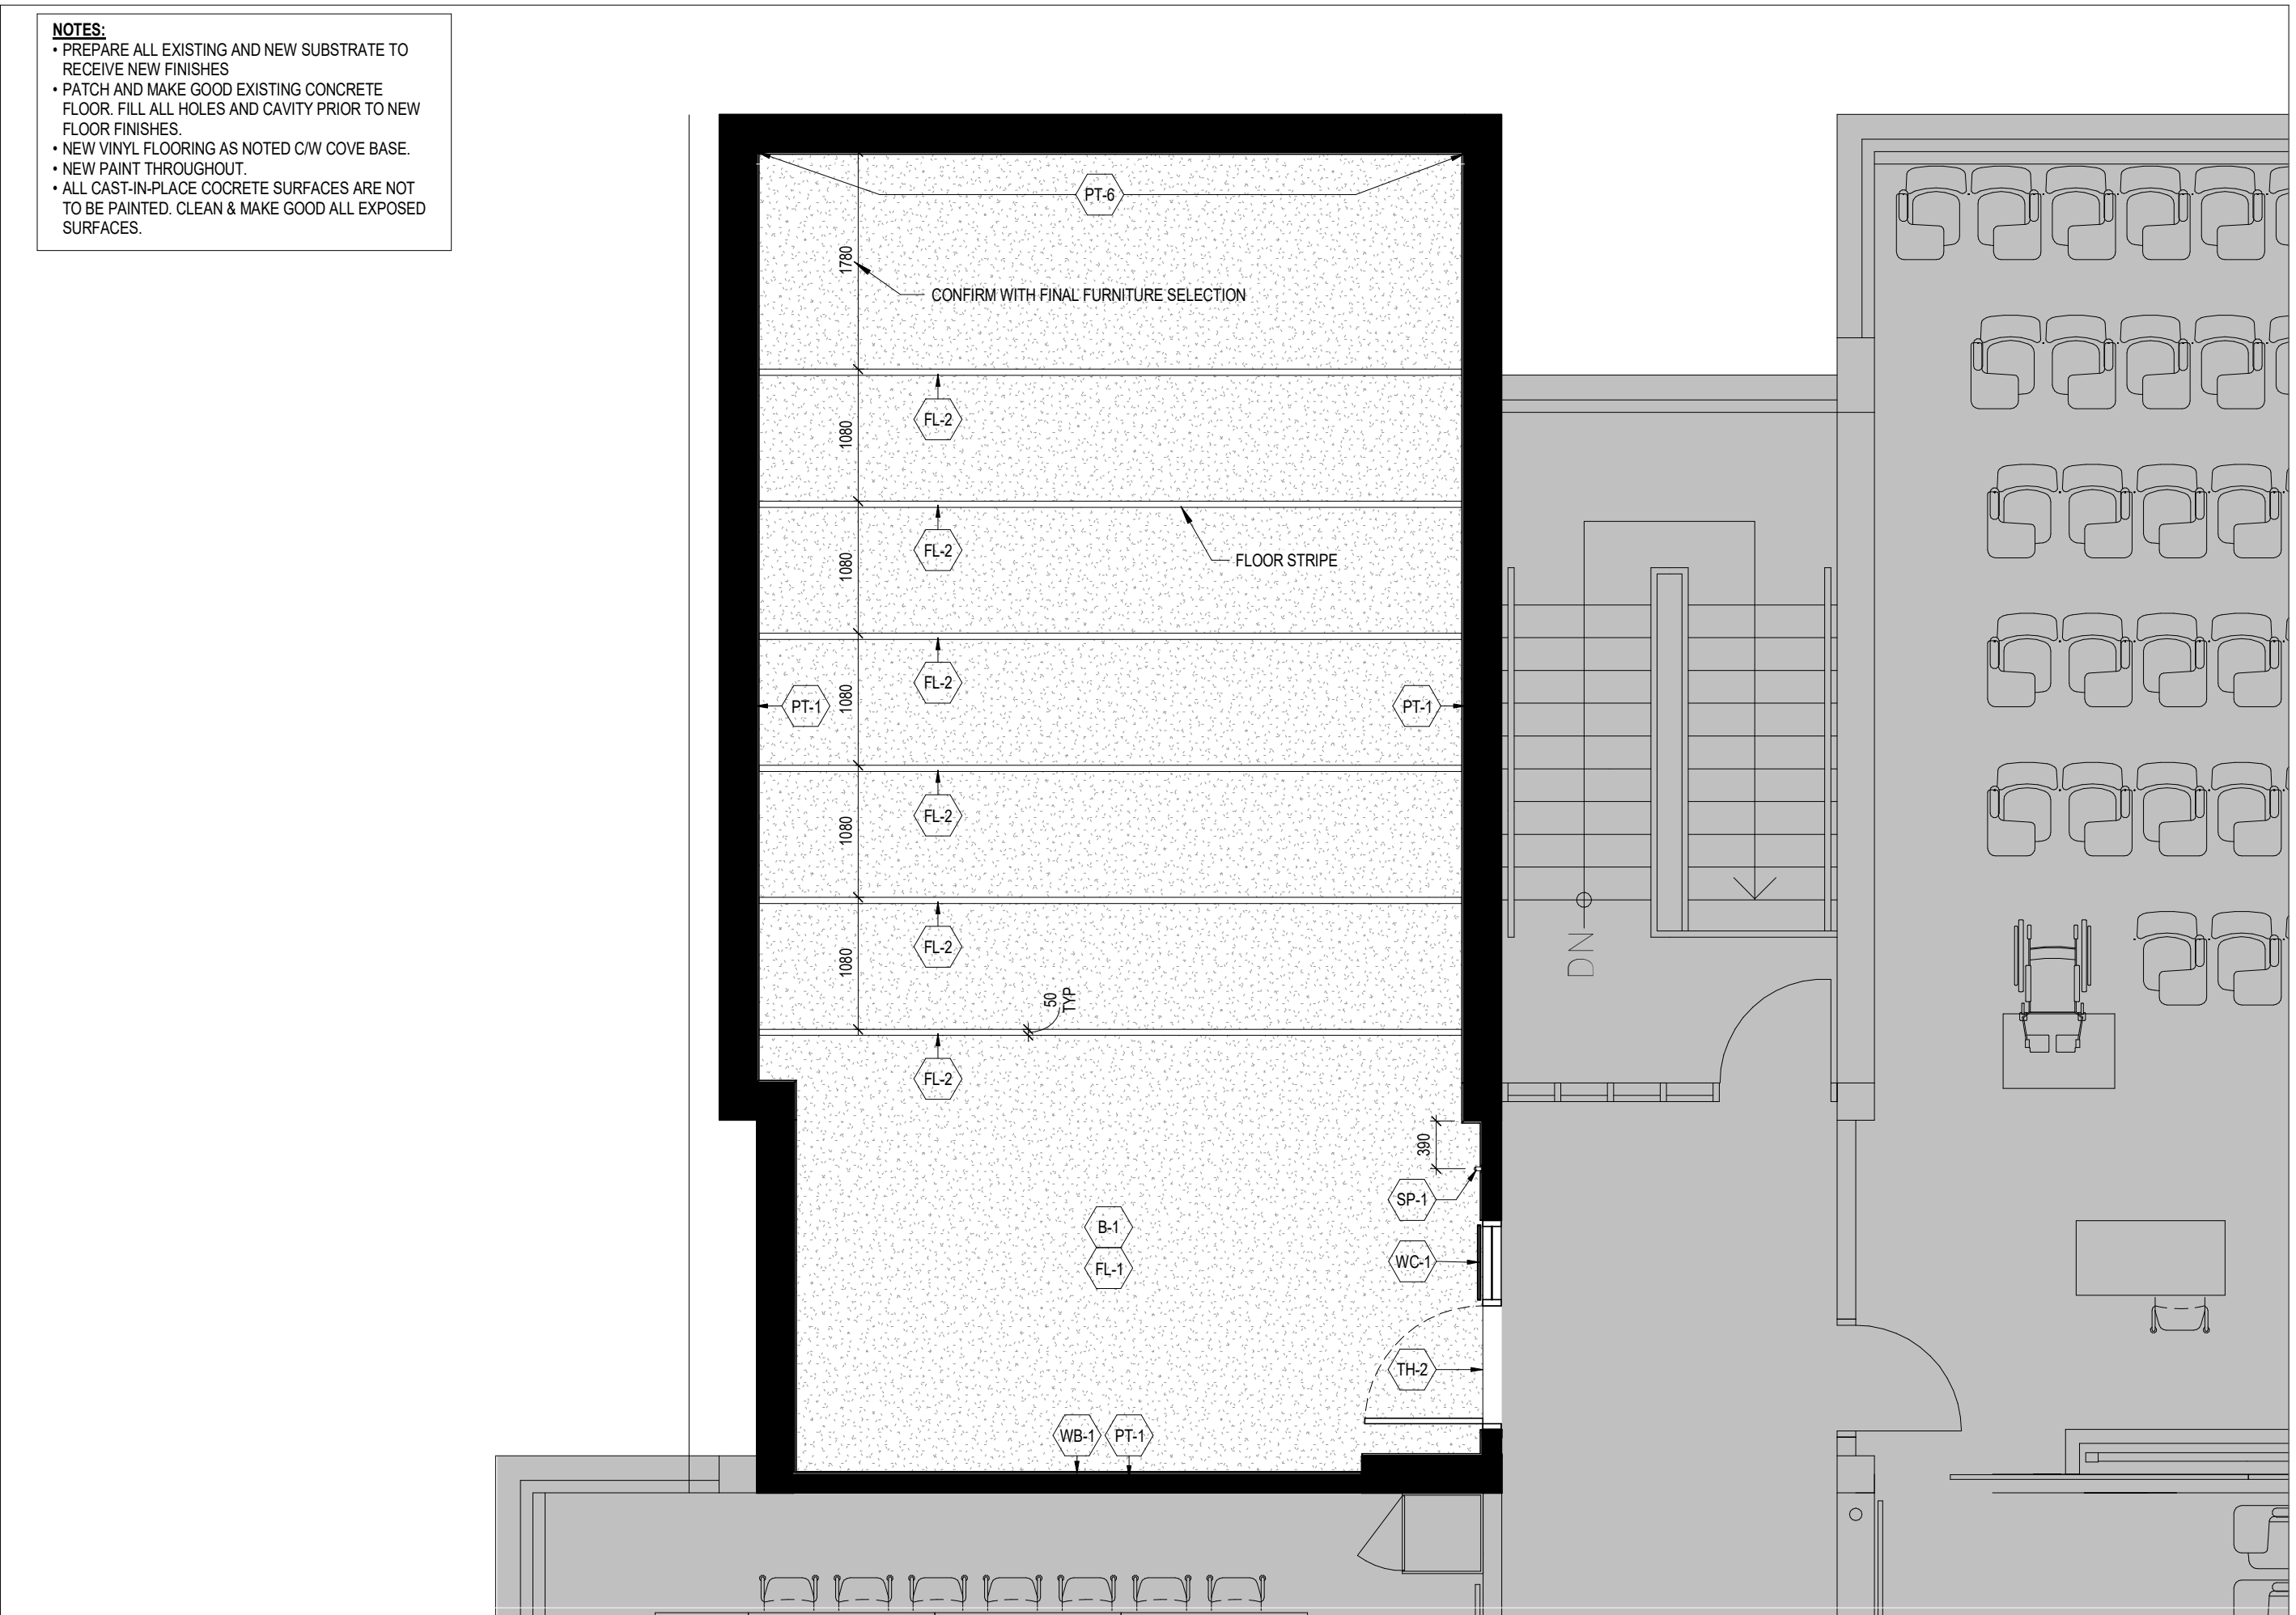 NOTES:
• PREPARE ALL EXISTING AND NEW SUBSTRATE TO
RECEIVE NEW FINISHES
• PATCH AND MAKE GOOD EXISTING CONCRETE
FLOOR. FILL ALL HOLES AND CAVITY PRIOR TO NEW
FLOOR FINISHES.
• NEW VINYL FLOORING AS NOTED C/W COVE BASE.
• NEW PAINT THROUGHOUT.
• ALL CAST-IN-PLACE COCRETE SURFACES ARE NOT
TO BE PAINTED. CLEAN & MAKE GOOD ALL EXPOSED
SURFACES.
PT-6
1780
CONFIRM WITH FINAL FURNITURE SELECTION
FL-2
1080
FL-2
FLOOR STRIPE
1080
FL-2
PT-1
1080
PT-1
FL-2
1080
FL-2
1080
DN
50
TYP
FL-2
390
SP-1
B-1
FL-1
WC-1
TH-2
WB-1
PT-1